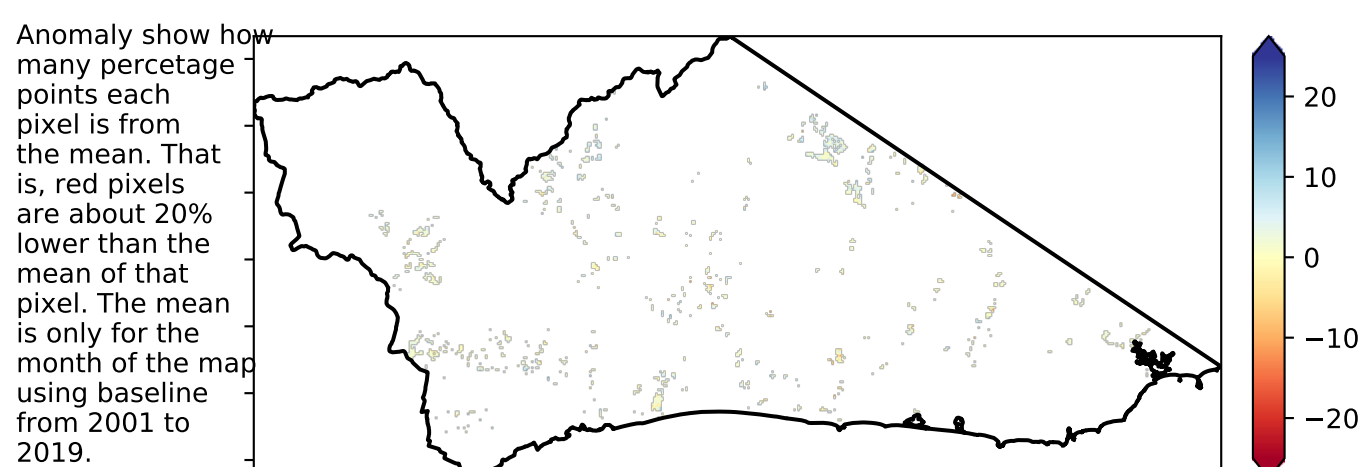 Anomaly show how
many percetage
points each
pixel is from
the mean. That
is, red pixels
are about 20%
lower than the
mean of that
pixel. The mean
is only for the
month of the map
using baseline
from 2001 to
2019.
20
10
0
−10
−20